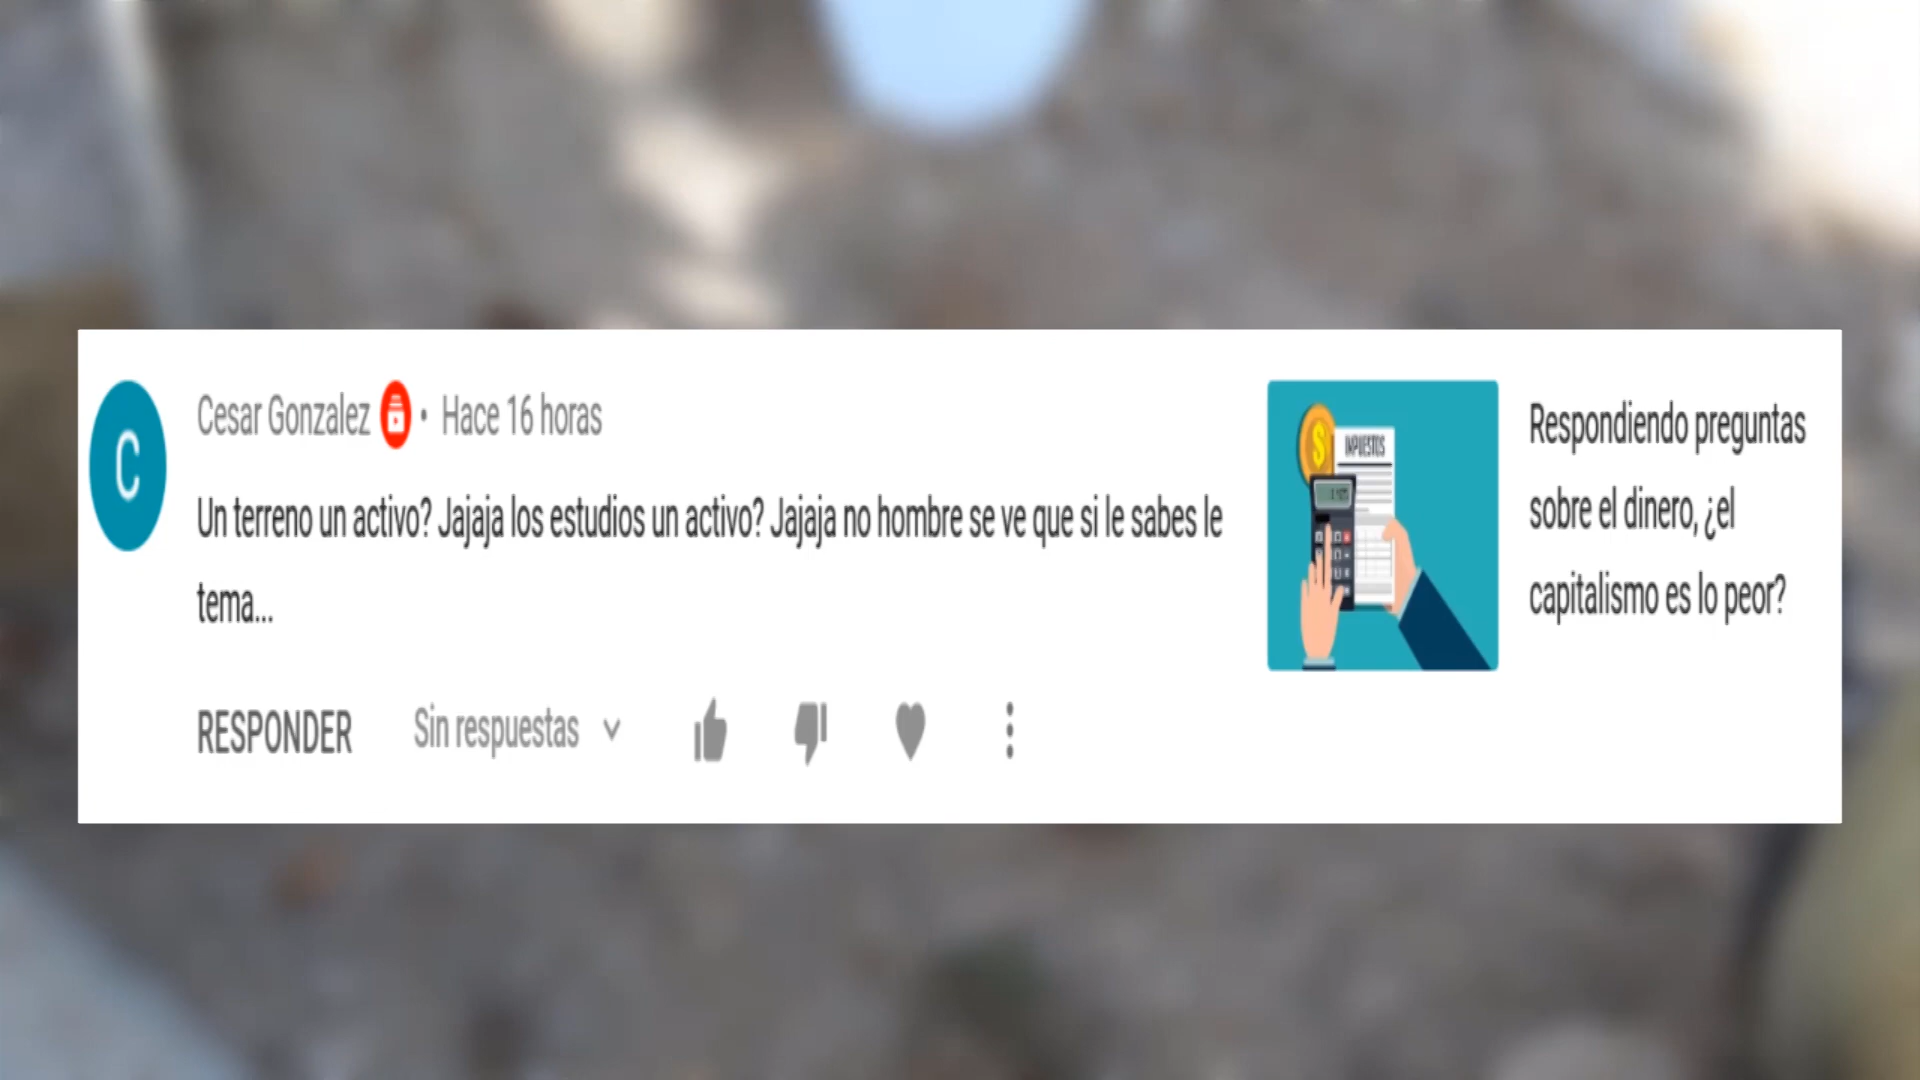 Cesar Gonzalez • Hace 16 horas
Un terreno un activo? Jajaja los estudios un activo? Jajaja no hombre se ve que si le sabes le
tema...
RESPONDER Sin respuestas
C
$
IMPUESTOS
Respondiendo preguntas
sobre el dinero, ¿el
capitalismo es lo peor?